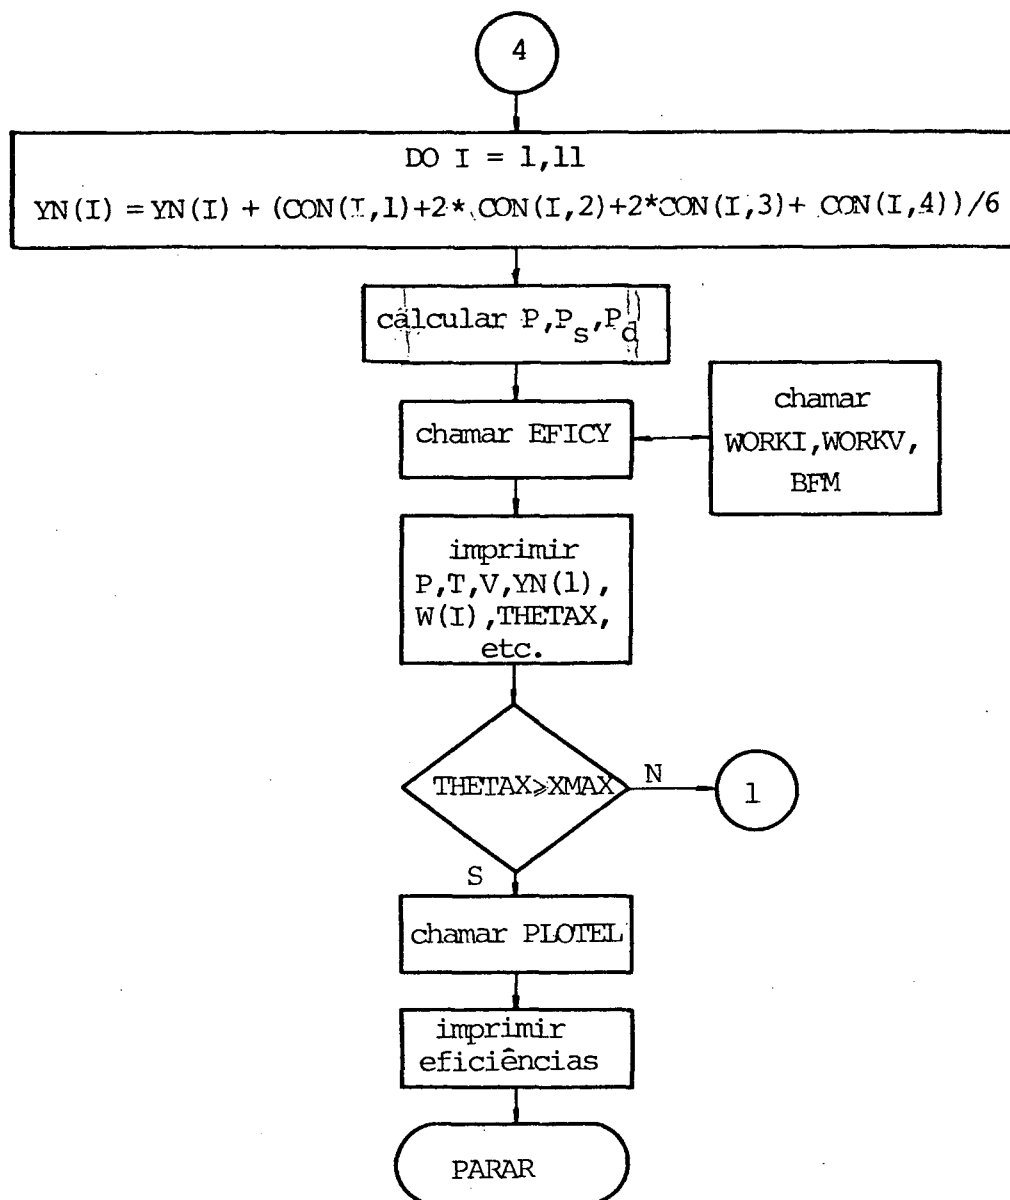 4
DO I = 1,11
YN(I) = YN(I) + (CON(I,1)+2* CON(I,2)+2*CON(I,3)+ CON(I,4))/6
cálcular P,Ps,Pd
chamar EFICY
chamar
WORKI,WORKV,
BFM
imprimir
P,T,V,YN(1),
W(I),THETAX,
etc.
THETAX⩾XMAX
N
1
S
chamar PLOTEL
imprimir
eficiências
PARAR